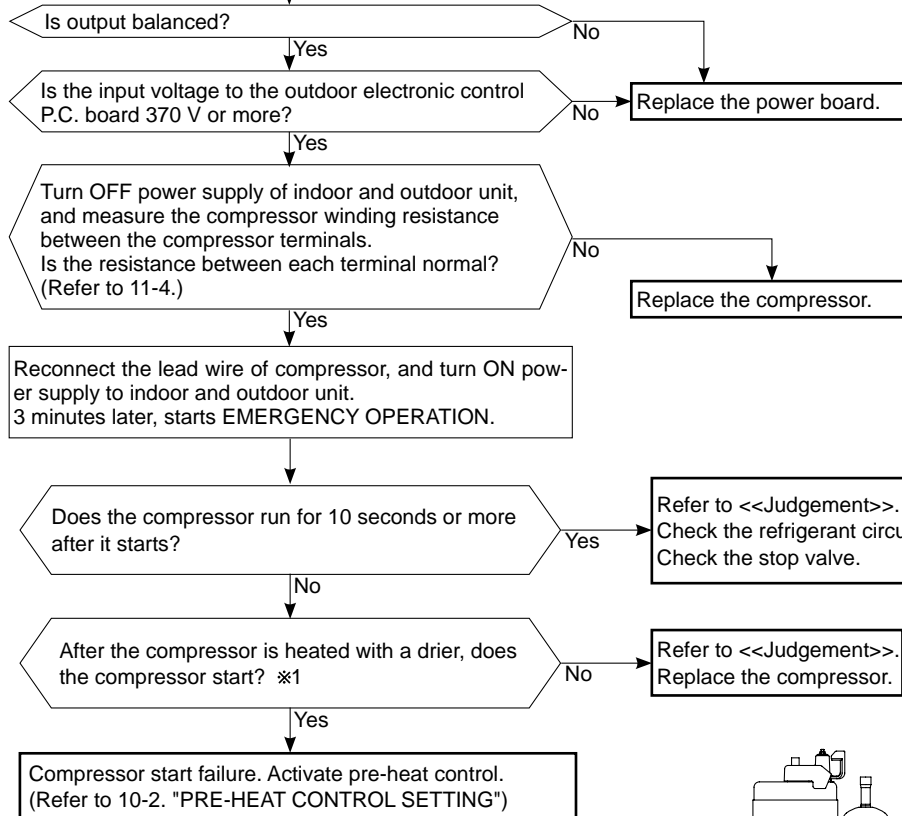 Is output balanced?
No
Yes
Is the input voltage to the outdoor electronic control
P.C. board 370 V or more?
No
Replace the power board.
Yes
Turn OFF power supply of indoor and outdoor unit,
and measure the compressor winding resistance
between the compressor terminals.
Is the resistance between each terminal normal?
(Refer to 11-4.)
No
Replace the compressor.
Yes
Reconnect the lead wire of compressor, and turn ON pow-
er supply to indoor and outdoor unit.
3 minutes later, starts EMERGENCY OPERATION.
Does the compressor run for 10 seconds or more
after it starts?
Yes
Refer to <<Judgement>>.
Check the refrigerant circu
Check the stop valve.
No
After the compressor is heated with a drier, does
the compressor start? ※1
No
Refer to <<Judgement>>.
Replace the compressor.
Yes
Compressor start failure. Activate pre-heat control.
(Refer to 10-2. "PRE-HEAT CONTROL SETTING")